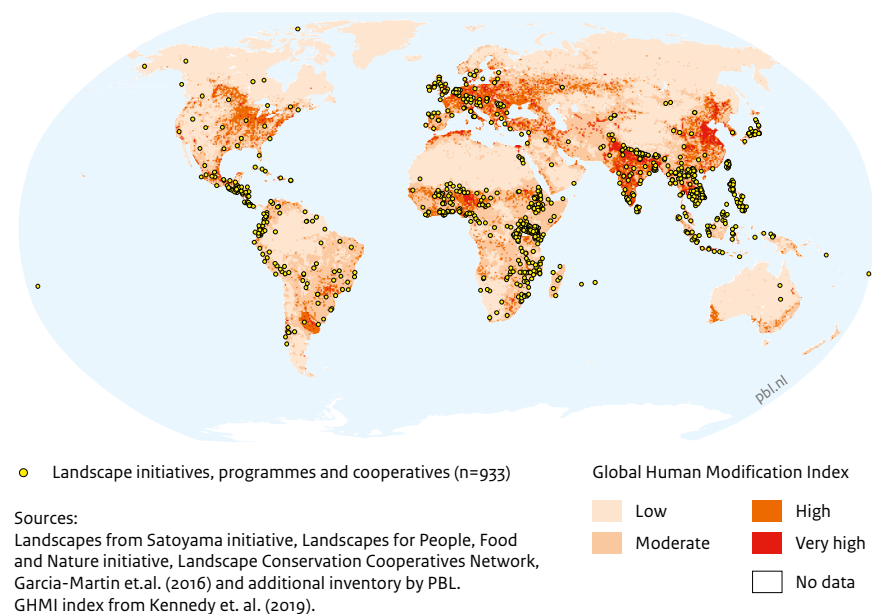 pbl.nl
Landscape initiatives, programmes and cooperatives (n=933)
Sources:
Landscapes from Satoyama initiative, Landscapes for People, Food
and Nature initiative, Landscape Conservation Cooperatives Network,
Garcia-Martin et.al. (2016) and additional inventory by PBL.
GHMI index from Kennedy et. al. (2019).
Global Human Modification Index
Low
Moderate
High
Very high
No data